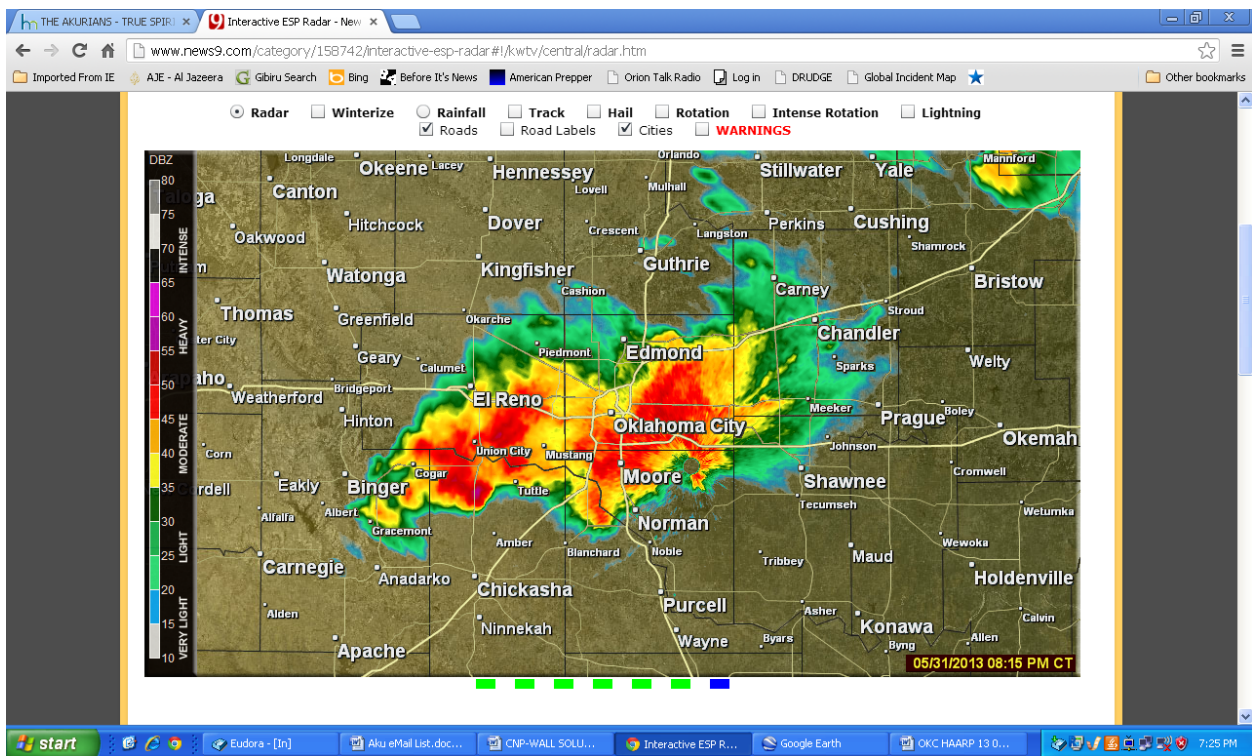 THE AKURIANS - TRUE SPIRI
Interactive ESP Radar - New
www.news9.com/category/158742/interactive-esp-radar#!/kwtv/central/radar.htm
Imported From IE AJE - Al Jazeera Gibiru Search Bing Before It's News American Prepper Orion Talk Radio Log in DRUDGE Global Incident Map Other bookmarks
Radar Winterize Rainfall Track Hail Rotation Intense Rotation Lightning
Roads Road Labels Cities WARNINGS
DBZ Longdale Okeene Lacey Hennessey Orlando Stillwater Yale Mannford
80 Canton Lovell Mulhall
75 Hitchcock Dover Crescent Langston Perkins Cushing
Oakwood Shamrock
70 INTENSE Watonga Kingfisher Guthrie Bristow
65 Cashion Carney
Thomas Greenfield Okarche Stroud
60 HEAVY Chandler
ter City Geary Piedmont Edmond Welty
55 Calumet Sparks
50 Weatherford Bridgeport El Reno Meeker Prague Boley
45 MODERATE Hinton Oklahoma City Okemah
40 Corn Union City Mustang Johnson
Cogar Moore Shawnee Cromwell
35 Eakly Binger Tuttle Tecumseh
30 Alfalfa Albert Gracemont Norman Wetumka
LIGHT Amber Blanchard Noble Wewoka
25 Carnegie Anadarko Tribbey Maud Holdenville
20 Chickasha
VERY LIGHT Alden Purcell Asher Konawa Calvin
15 Ninnekah Wayne Byars Byng Allen
10 Apache
05/31/2013 08:15 PM CT
start Eudora - [In] Aku eMail List.doc... CNP-WALL SOLU... Interactive ESP R... Google Earth OKC HAARP 13 0... 7:25 PM